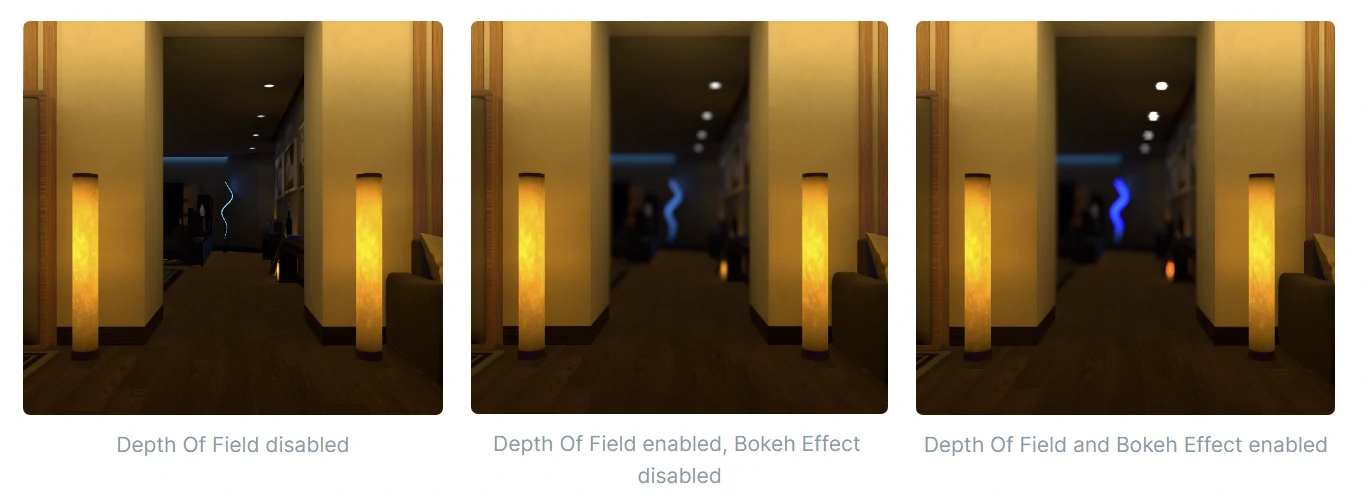 Depth Of Field disabled
Depth Of Field enabled, Bokeh Effect
disabled
Depth Of Field and Bokeh Effect enabled